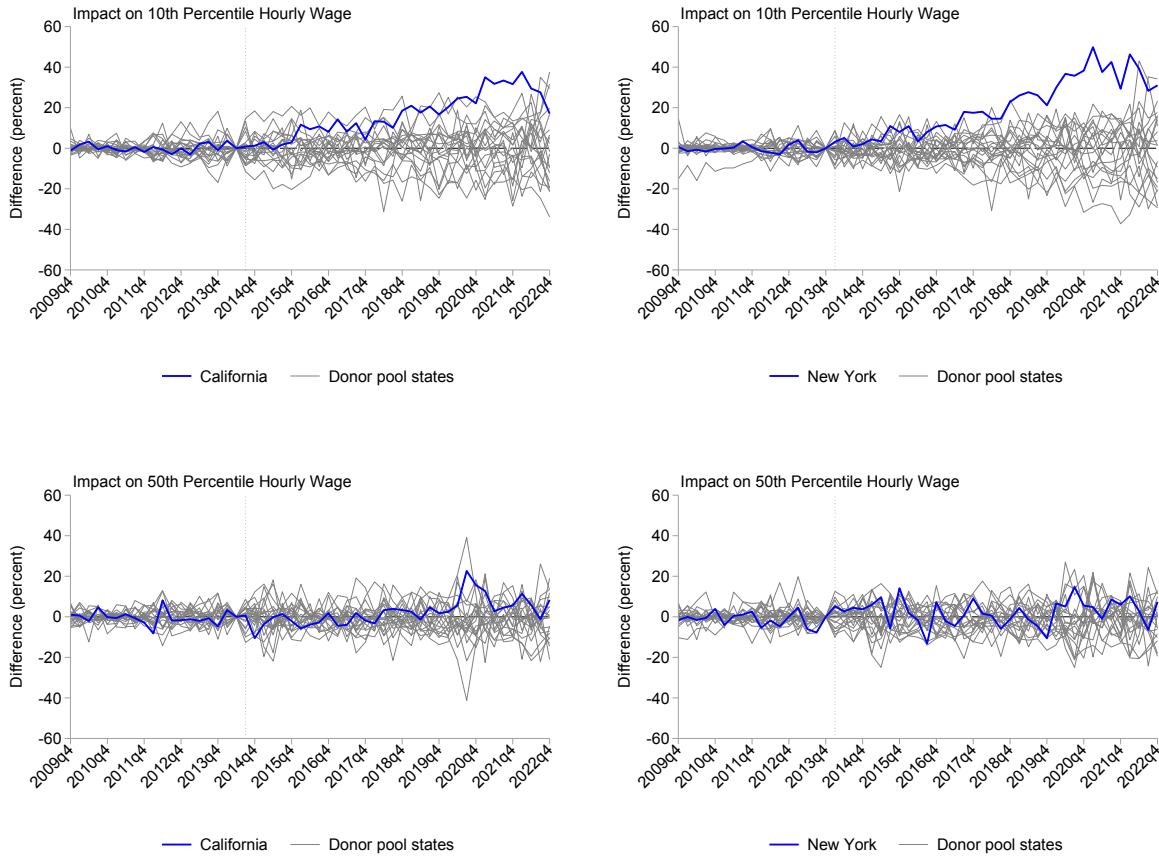 Impact on 10th Percentile Hourly Wage
Difference (percent)
60
40
20
0
-20
-40
-60
2009q4
2010q4
2011q4
2012q4
2013q4
2014q4
2015q4
2016q4
2017q4
2018q4
2019q4
2020q4
2021q4
2022q4
California
Donor pool states
Impact on 10th Percentile Hourly Wage
Difference (percent)
60
40
20
0
-20
-40
-60
2009q4
2010q4
2011q4
2012q4
2013q4
2014q4
2015q4
2016q4
2017q4
2018q4
2019q4
2020q4
2021q4
2022q4
New York
Donor pool states
Impact on 50th Percentile Hourly Wage
Difference (percent)
60
40
20
0
-20
-40
-60
2009q4
2010q4
2011q4
2012q4
2013q4
2014q4
2015q4
2016q4
2017q4
2018q4
2019q4
2020q4
2021q4
2022q4
California
Donor pool states
Impact on 50th Percentile Hourly Wage
Difference (percent)
60
40
20
0
-20
-40
-60
2009q4
2010q4
2011q4
2012q4
2013q4
2014q4
2015q4
2016q4
2017q4
2018q4
2019q4
2020q4
2021q4
2022q4
New York
Donor pool states